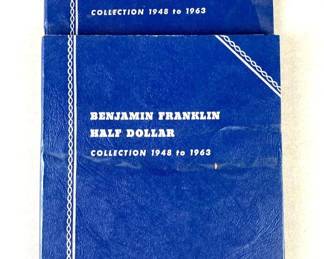 COLLECTION 1948 to 1963
BENJAMIN FRANKLIN
HALF DOLLAR
COLLECTION 1948 to 1963